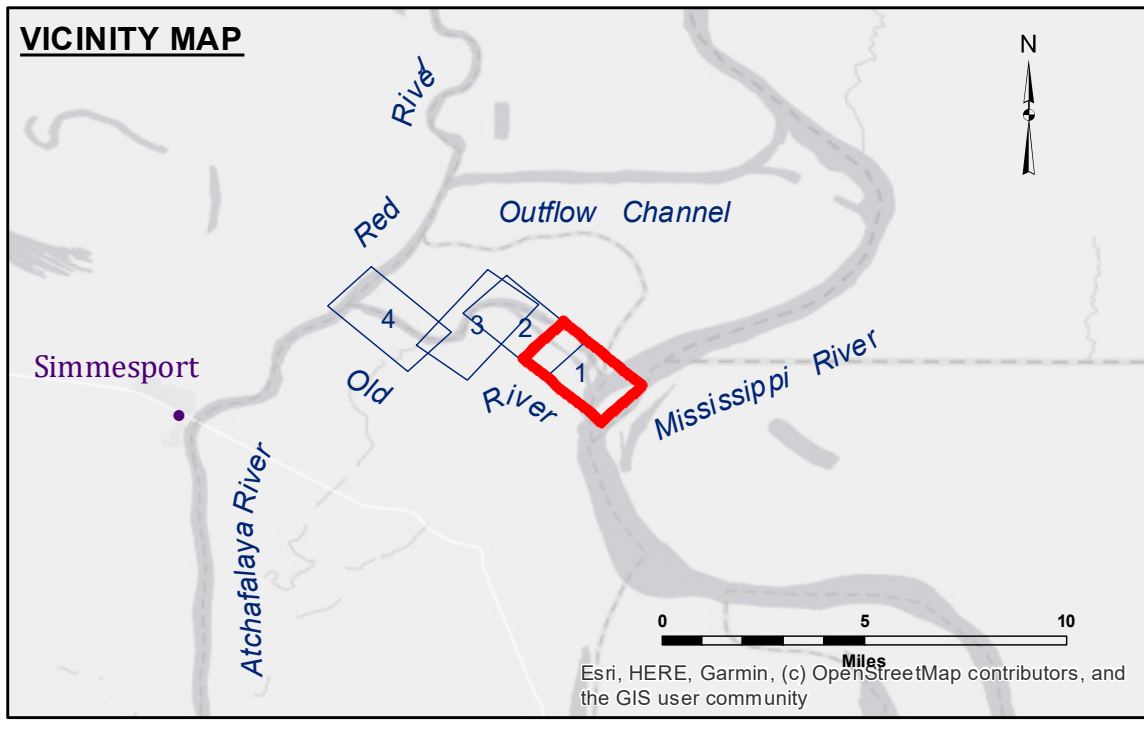 VICINITY MAP
N
River
Red
Outflow Channel
4
3
2
1
Simmesport
Old
River
Mississippi River
Atchafalaya River
0 5 10
Miles
Esri, HERE, Garmin, (c) OpenStreetMap contributors, and
the GIS user community